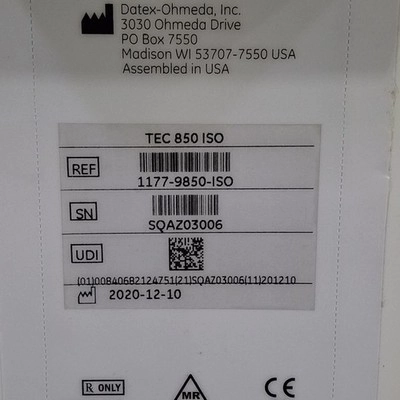 Datex-Ohmeda, Inc.
3030 Ohmeda Drive
PO Box 7550
Madison WI 53707-7550 USA
Assembled in USA
TEC 850 ISO
REF
1177-9850-ISO
SN
SQAZ03006
UDI
(01)00840682124751(21)SQAZ03006(11)201210
2020-12-10
R ONLY
MR
CE